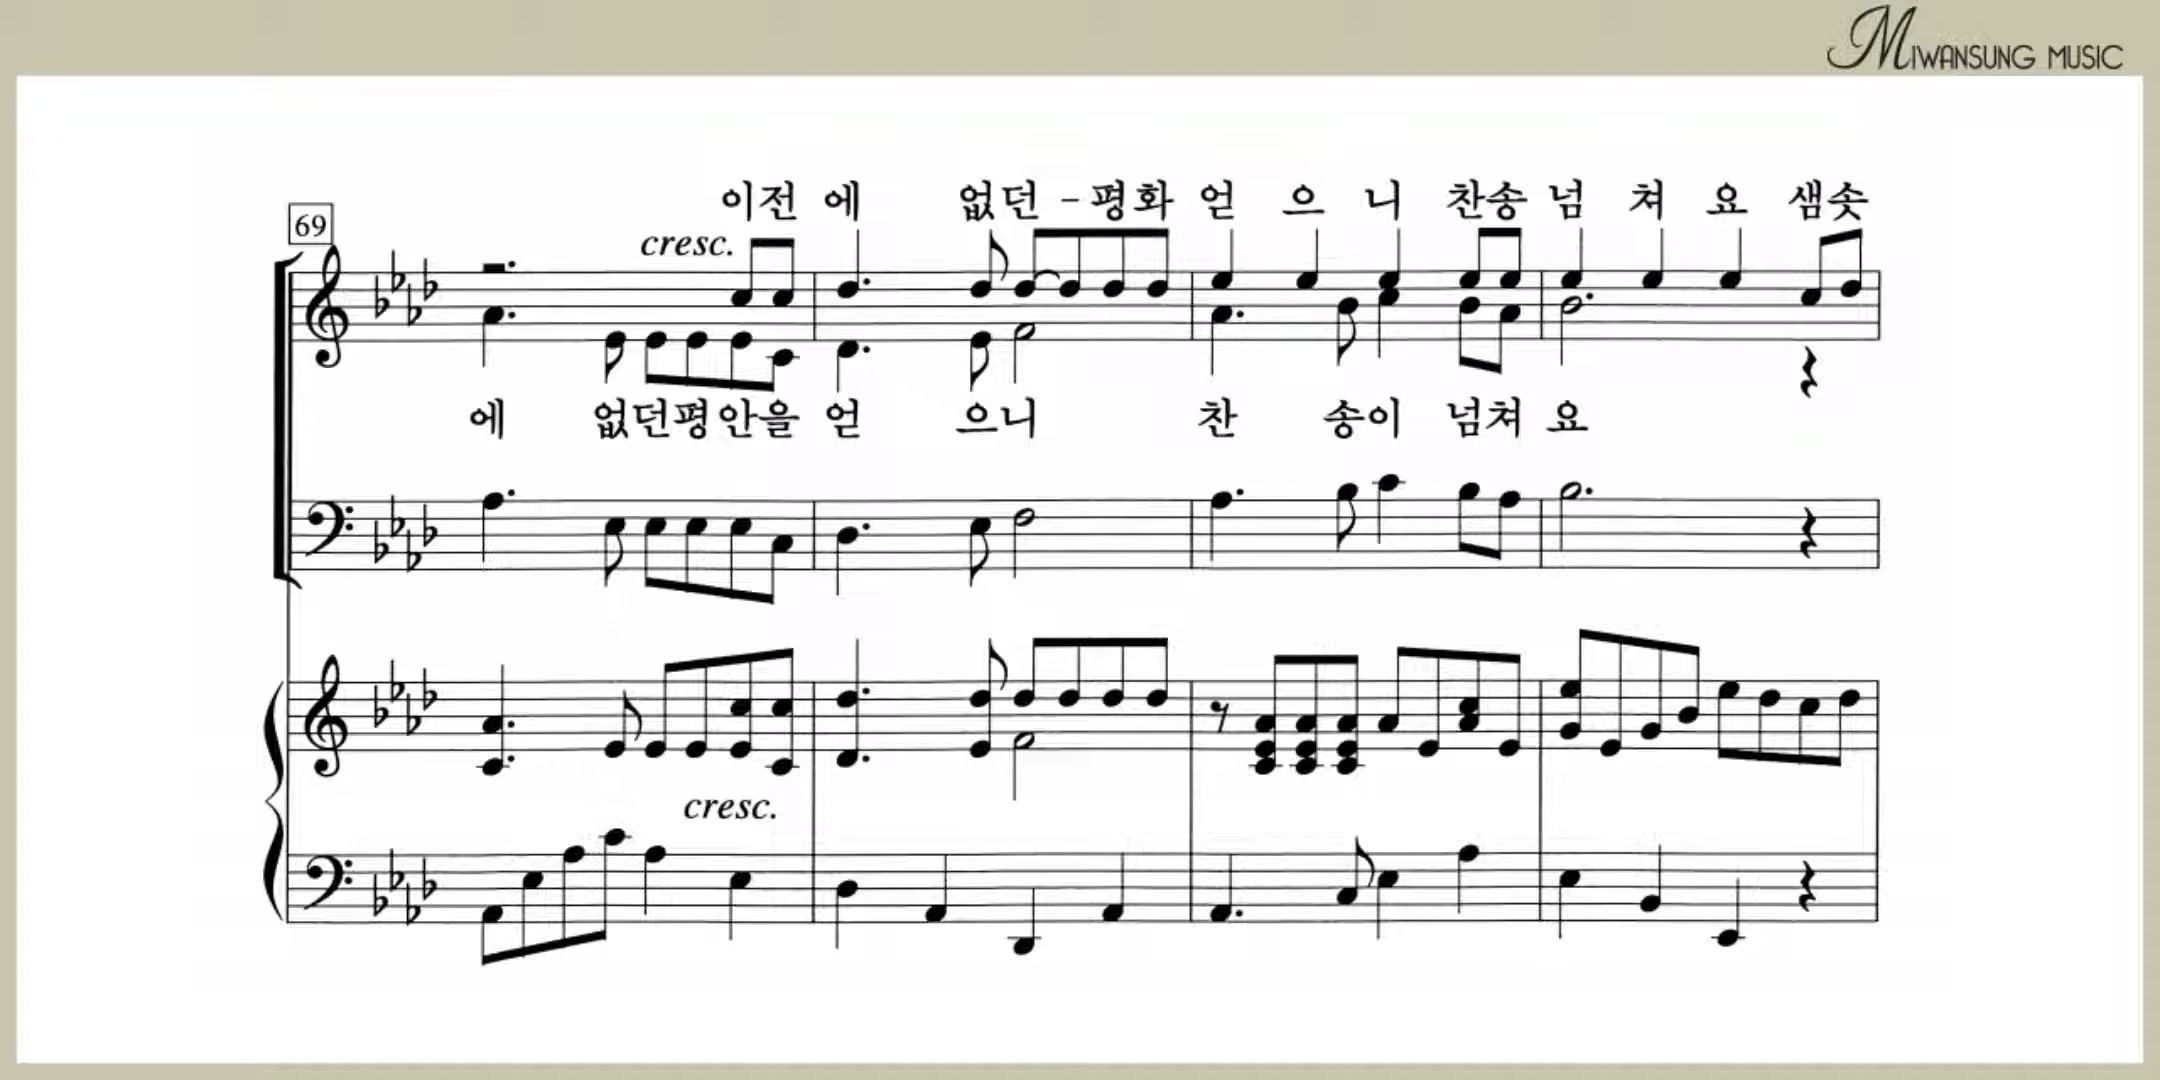 MIWANSUNG MUSIC
이전 에 없던 - 평화 얻 으 니 찬송 넘 쳐 요 샘솟
69
cresc.
에 없던평안을 얻 으니 찬 송이 넘쳐 요
cresc.